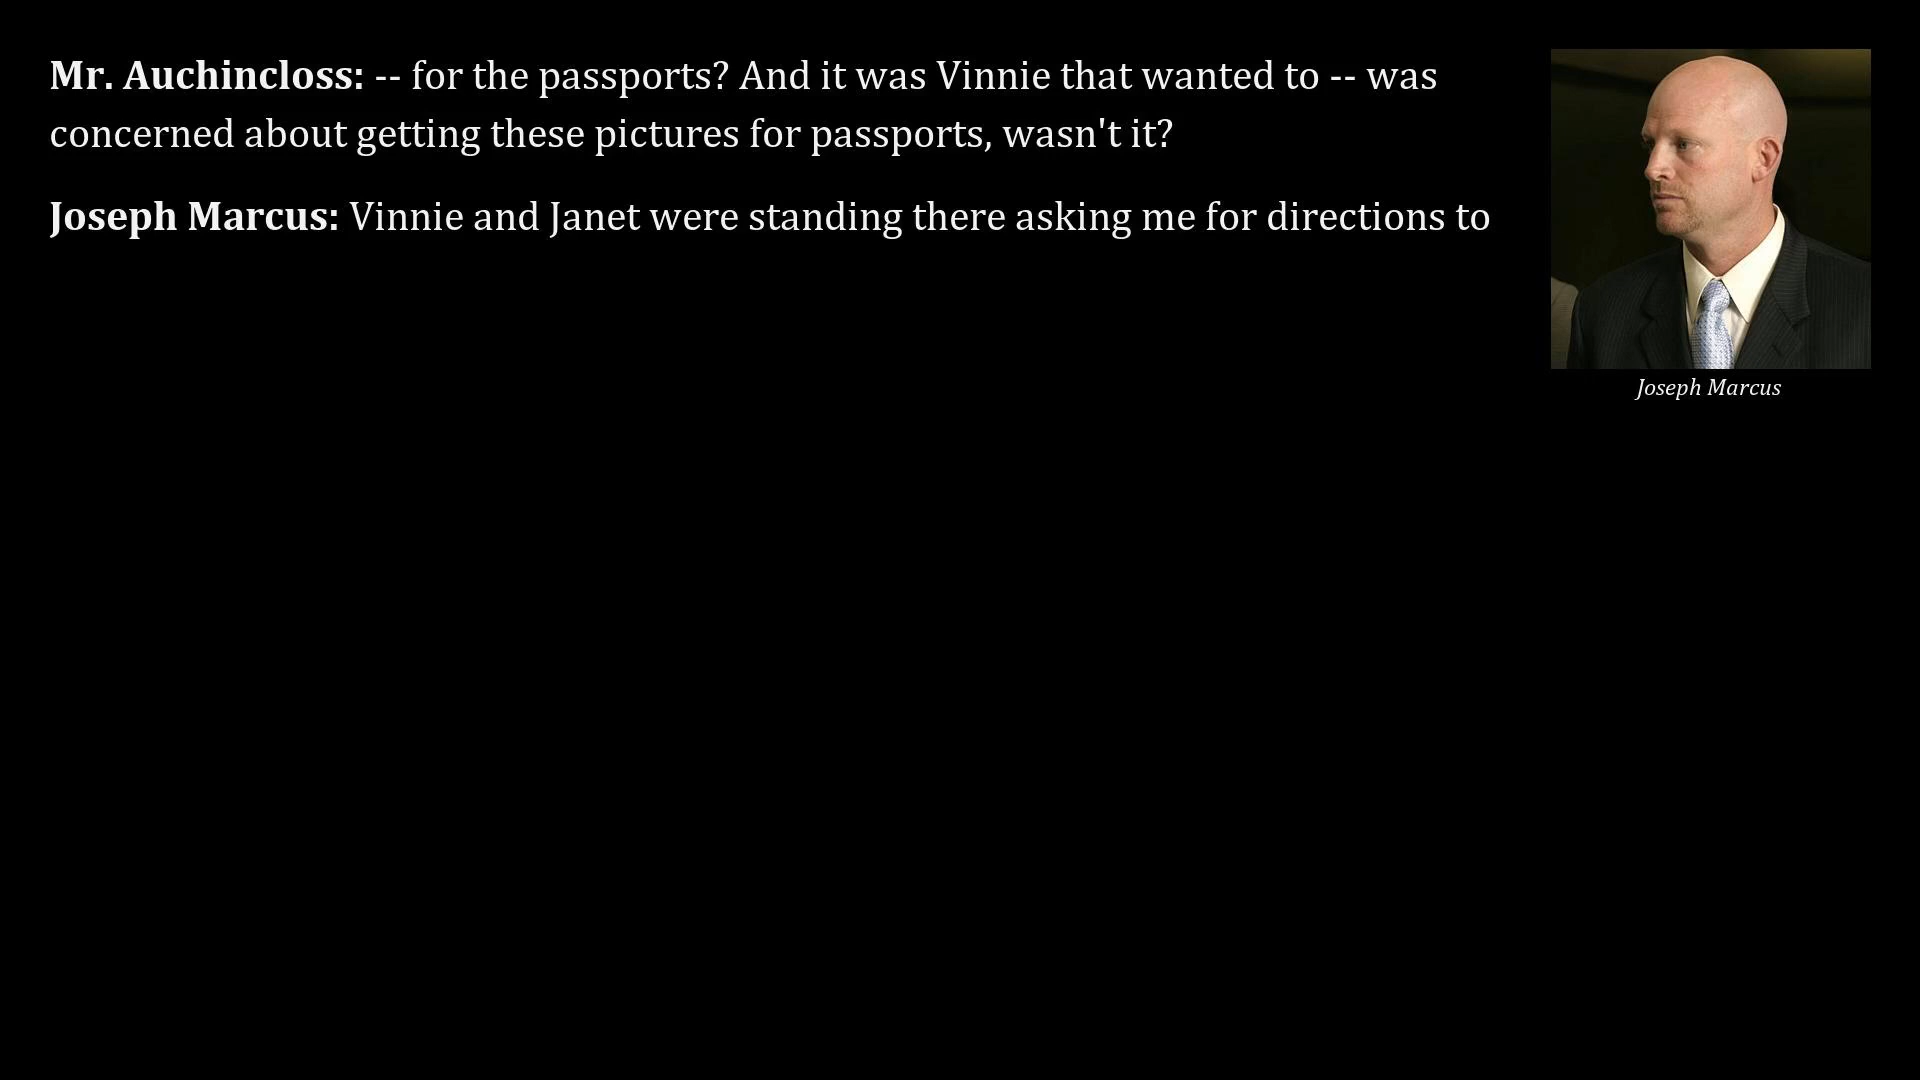 Mr. Auchincloss: -- for the passports? And it was Vinnie that wanted to -- was
concerned about getting these pictures for passports, wasn't it?
Joseph Marcus: Vinnie and Janet were standing there asking me for directions to
Joseph Marcus